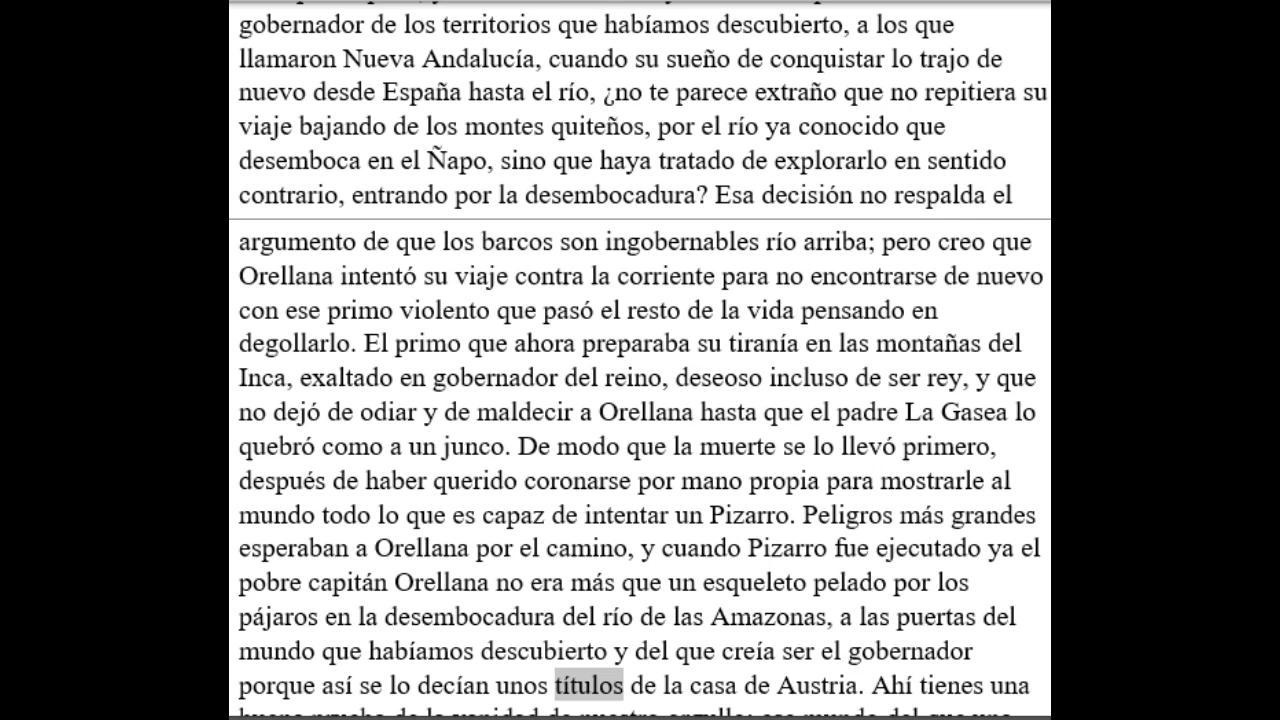 gobernador de los territorios que habíamos descubierto, a los que
llamaron Nueva Andalucía, cuando su sueño de conquistar lo trajo de
nuevo desde España hasta el río, ¿no te parece extraño que no repitiera su
viaje bajando de los montes quiteños, por el río ya conocido que
desemboca en el Ñapo, sino que haya tratado de explorarlo en sentido
contrario, entrando por la desembocadura? Esa decisión no respalda el
argumento de que los barcos son ingobernables río arriba; pero creo que
Orellana intentó su viaje contra la corriente para no encontrarse de nuevo
con ese primo violento que pasó el resto de la vida pensando en
degollarlo. El primo que ahora preparaba su tiranía en las montañas del
Inca, exaltado en gobernador del reino, deseoso incluso de ser rey, y que
no dejó de odiar y de maldecir a Orellana hasta que el padre La Gasea lo
quebró como a un junco. De modo que la muerte se lo llevó primero,
después de haber querido coronarse por mano propia para mostrarle al
mundo todo lo que es capaz de intentar un Pizarro. Peligros más grandes
esperaban a Orellana por el camino, y cuando Pizarro fue ejecutado ya el
pobre capitán Orellana no era más que un esqueleto pelado por los
pájaros en la desembocadura del río de las Amazonas, a las puertas del
mundo que habíamos descubierto y del que creía ser el gobernador
porque así se lo decían unos títulos de la casa de Austria. Ahí tienes una